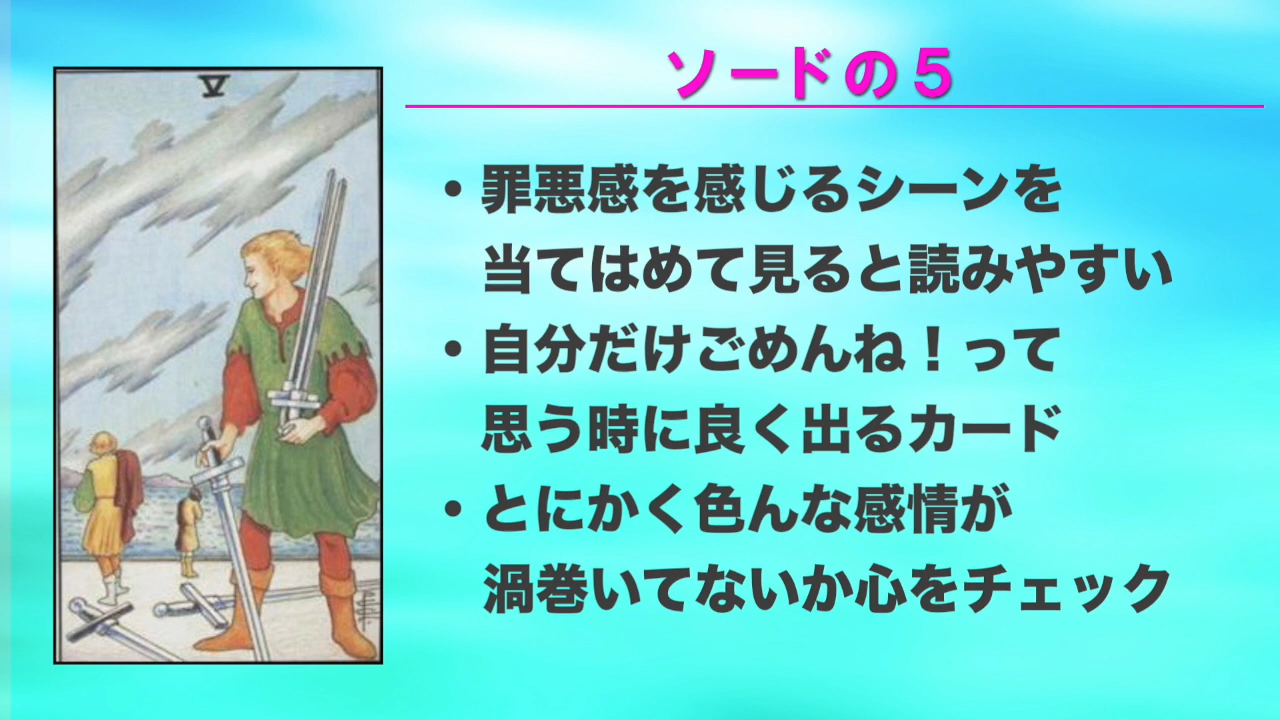 V
ソードの5
・罪悪感を感じるシーンを
当てはめて見ると読みやすい
・自分だけごめんね！って
思う時に良く出るカード
・とにかく色んな感情が
渦巻いてないか心をチェック